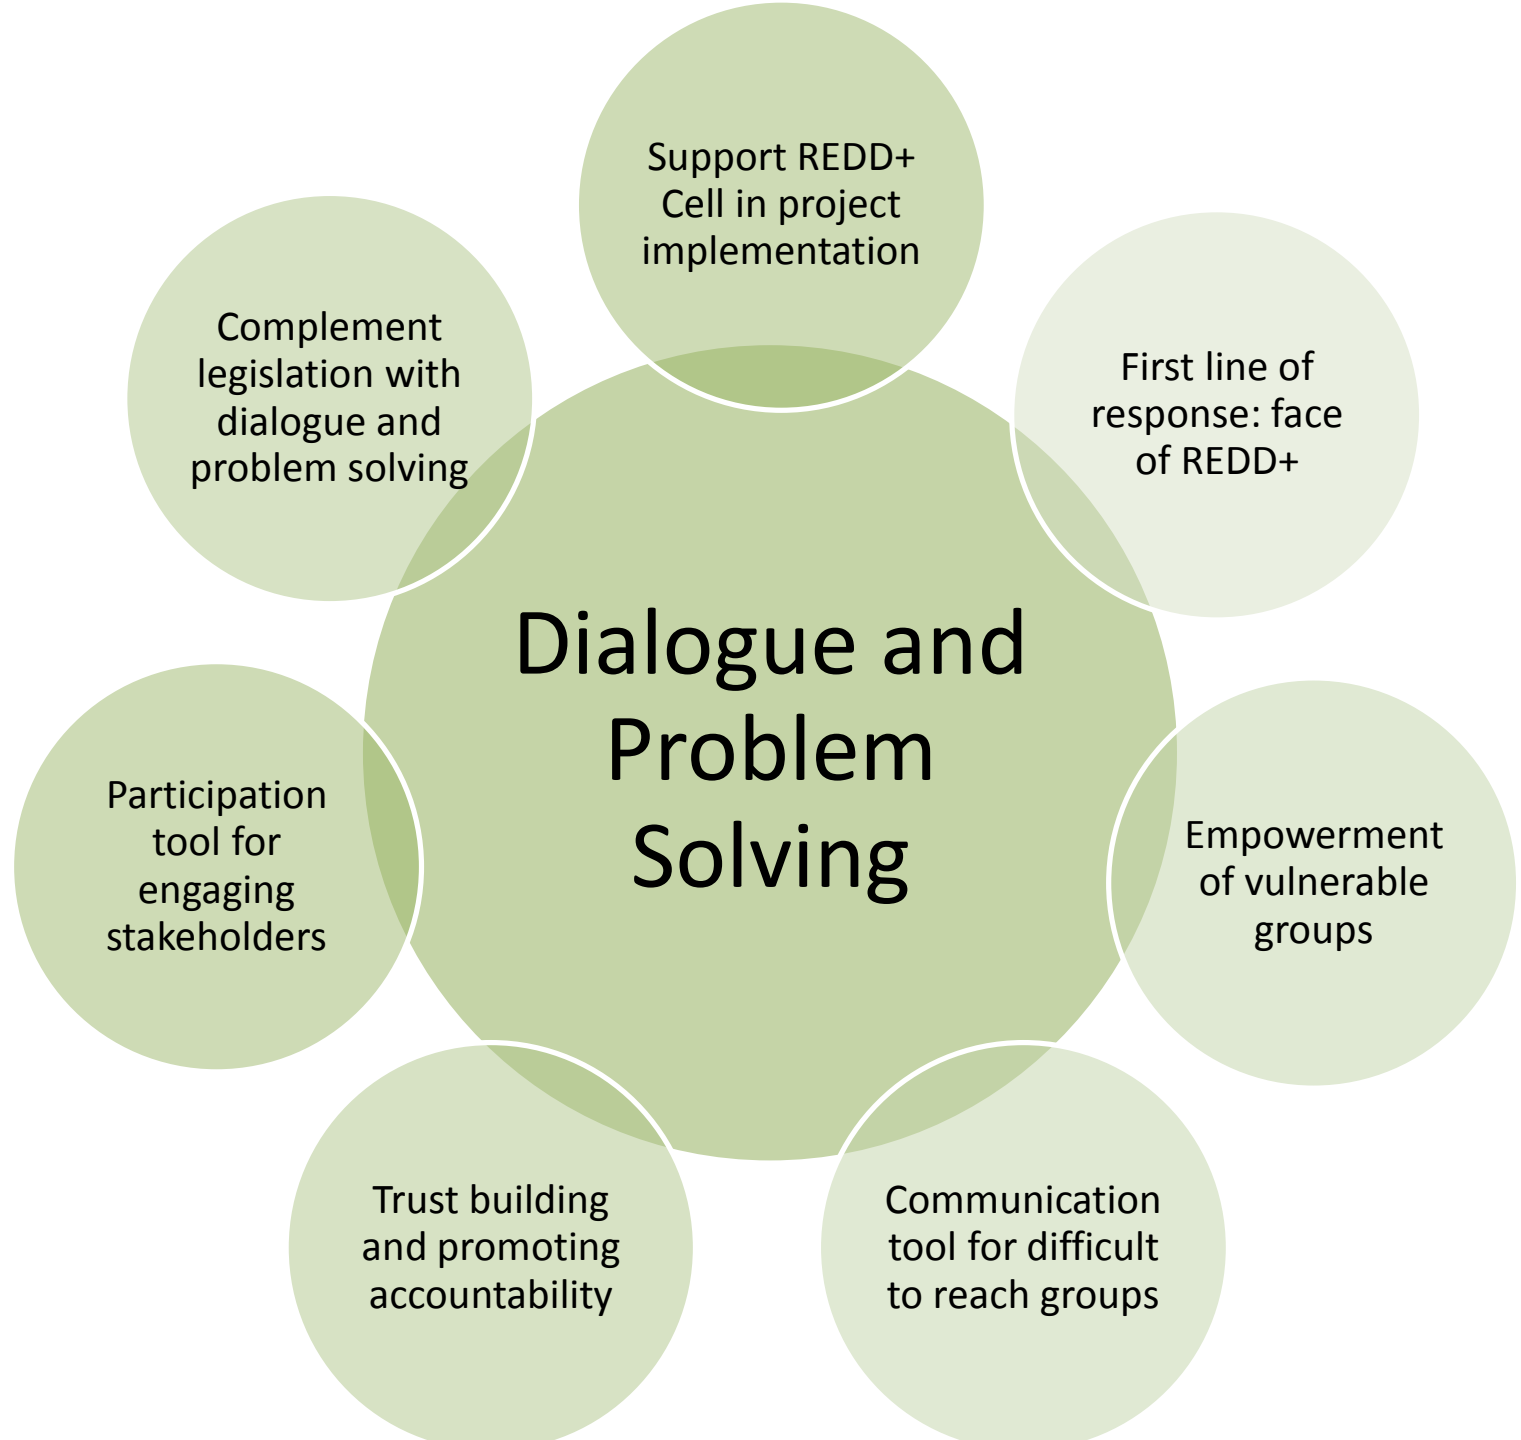 Support REDD+
Cell in project
implementation
First line of
response: face
of REDD+
Empowerment
of vulnerable
groups
Communication
tool for difficult
to reach groups
Trust building
and promoting
accountability
Participation
tool for
engaging
stakeholders
Complement
legislation with
dialogue and
problem solving
Dialogue and
Problem
Solving